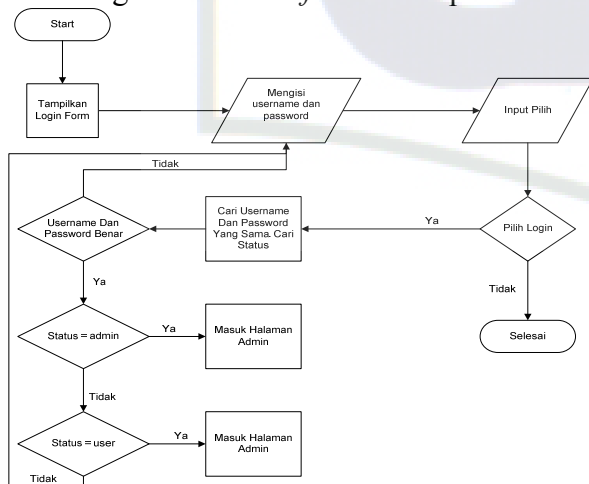 Start
Tampilkan
Login Form
Mengisi
username dan
password
Input Pilih
Tidak
Username Dan
Password Benar
Cari Username
Dan Password
Yang Sama. Cari
Status
Ya
Pilih Login
Ya
Tidak
Status = admin
Ya
Masuk Halaman
Admin
Selesai
Tidak
Status = user
Ya
Masuk Halaman
Admin
Tidak